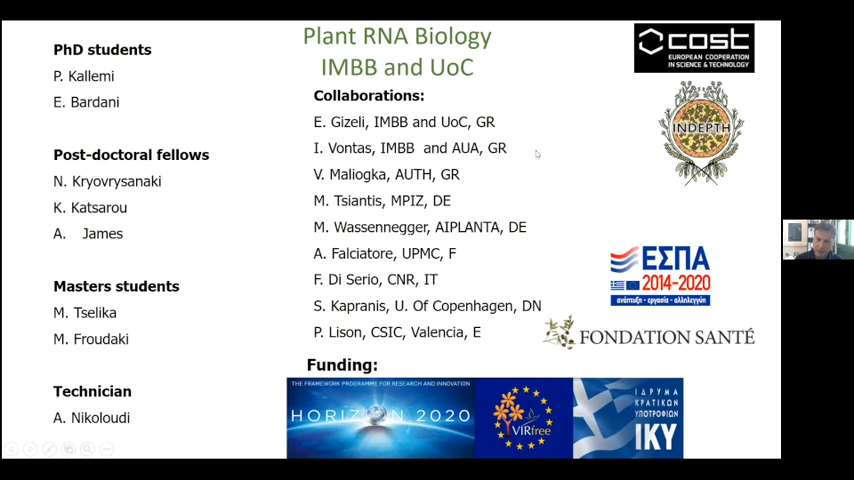 Plant RNA Biology
IMBB and UoC
PhD students
P. Kallemi
E. Bardani
Post-doctoral fellows
N. Kryovrysanaki
K. Katsarou
A. James
Masters students
M. Tselika
M. Froudaki
Technician
A. Nikoloudi
Collaborations:
E. Gizeli, IMBB and UoC, GR
I. Vontas, IMBB and AUA, GR
V. Maliogka, AUTH, GR
M. Tsiantis, MPIZ, DE
M. Wassennegger, AIPLANTA, DE
A. Falciatore, UPMC, F
F. Di Serio, CNR, IT
S. Kapranis, U. Of Copenhagen, DN
P. Lison, CSIC, Valencia, E
Funding:
THE FRAMEWORK PROGRAMME FOR RESEARCH AND INNOVATION
HORIZON 2020
VIRfree
ΙΔΡΥΜΑ
ΚΡΑΤΙΚΩΝ
ΥΠΟΤΡΟΦΙΩΝ
ΙΚΥ
cost
EUROPEAN COOPERATION
IN SCIENCE & TECHNOLOGY
INDEPTH
ΕΣΠΑ
2014-2020
ανάπτυξη - εργασία - αλληλεγγύη
FONDATION SANTÉ